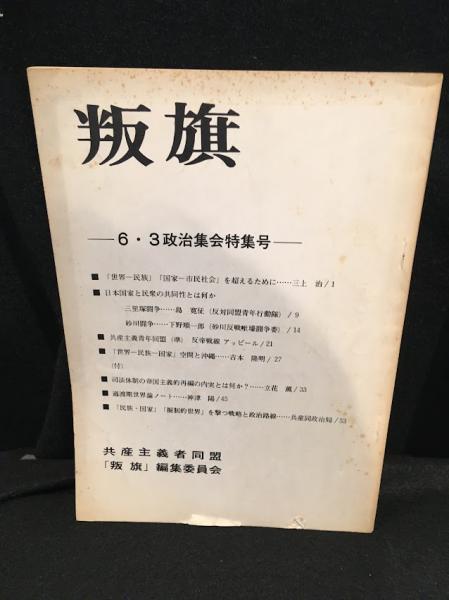 叛旗
―6・3政治集会特集号―
■ 「世界―民族」「国家―市民社会」を超えるために……三上 治/1
■ 日本国家と民衆の共同性とは何か
三里塚闘争……島 寛征(反対同盟青年行動隊)/9
砂川闘争……下野順一郎(砂川反戦塹壕闘争委)/14
■ 共産主義青年同盟(準) 反帝戦線 アッピール/21
■ 「世界―民族―国家」空間と沖縄……吉本 隆明/27
(付)
■ 司法体制の帝国主義的再編の内実とは何か?……立花 薫/33
■ 過渡期世界論ノート……神津 陽/45
■ 「民族・国家」「擬制的世界」を撃つ戦略と政治路線……共産同政治局/53
共産主義者同盟
「叛旗」編集委員会